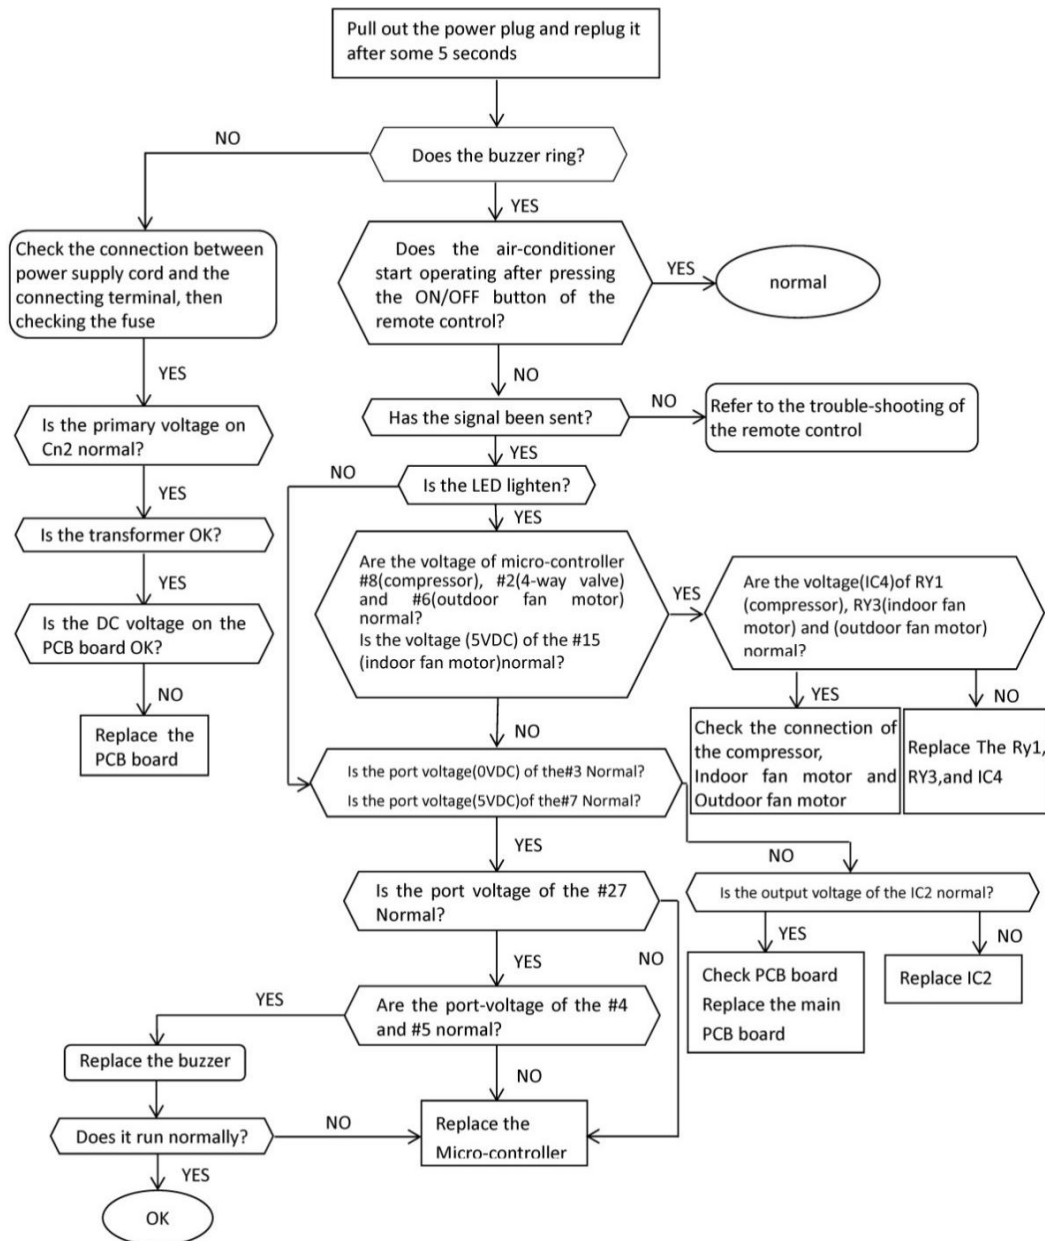 Pull out the power plug and replug it
after some 5 seconds
NO
Does the buzzer ring?
YES
Check the connection between
power supply cord and the
connecting terminal, then
checking the fuse
Does the air-conditioner
start operating after pressing
the ON/OFF button of the
remote control?
YES
normal
YES
NO
Is the primary voltage on
Cn2 normal?
Has the signal been sent?
NO
Refer to the trouble-shooting of
the remote control
YES
NO
Is the LED lighten?
YES
YES
Is the transformer OK?
YES
Is the DC voltage on the
PCB board OK?
NO
Replace the
PCB board
Are the voltage of micro-controller
#8(compressor), #2(4-way valve)
and #6(outdoor fan motor)
normal?
Is the voltage (5VDC) of the #15
(indoor fan motor)normal?
YES
Are the voltage(IC4)of RY1
(compressor), RY3(indoor fan
motor) and (outdoor fan motor)
normal?
YES
NO
Check the connection of
the compressor,
Indoor fan motor and
Outdoor fan motor
Replace The Ry1,
RY3,and IC4
NO
Is the port voltage(0VDC) of the#3 Normal?
Is the port voltage(5VDC)of the#7 Normal?
YES
NO
Is the port voltage of the #27
Normal?
Is the output voltage of the IC2 normal?
YES
NO
YES
NO
Check PCB board
Replace the main
PCB board
Replace IC2
YES
Are the port-voltage of the #4
and #5 normal?
Replace the buzzer
NO
Does it run normally?
NO
Replace the
Micro-controller
YES
OK